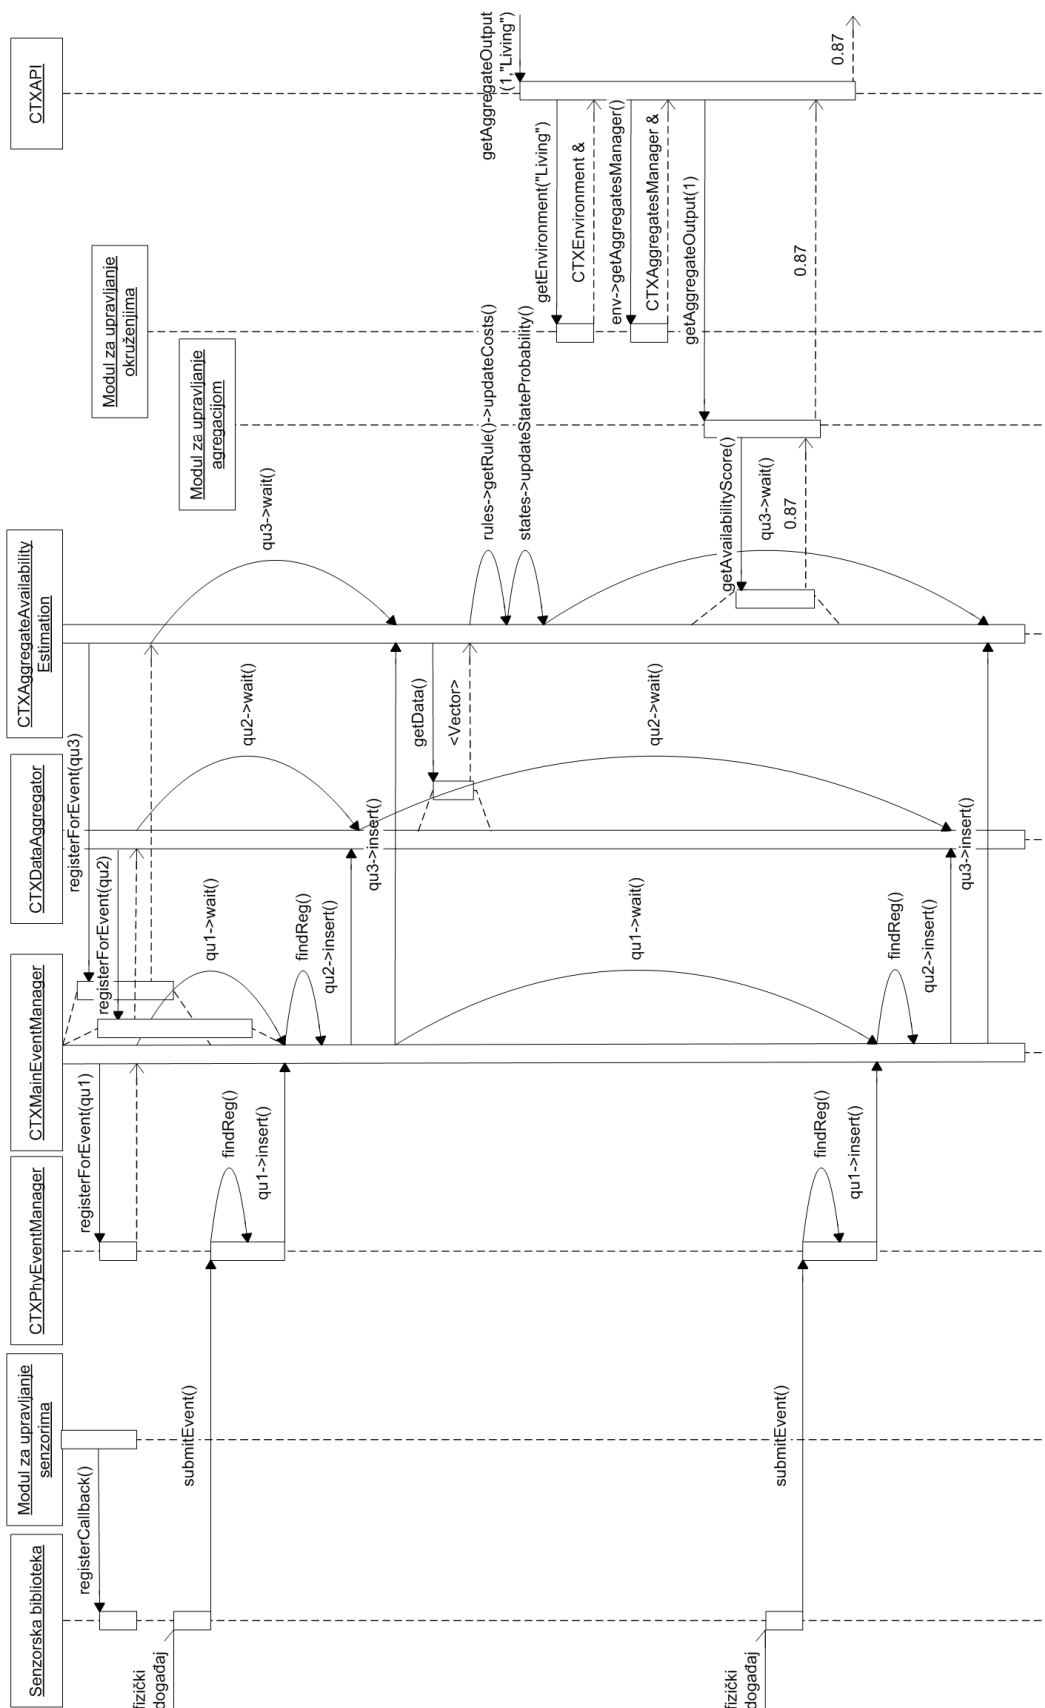 Senzorska biblioteka
Modul za upravljanje
senzorima
CTXPhyEventManager
CTXMainEventManager
CTXDataAggregator
CTXAggregateAvailability
Estimation
Modul za upravljanje
agregacijom
Modul za upravljanje
okruženjima
CTXAPI
registerForEvent(qu3)
registerCallback()
registerForEvent(qu1)
registerForEvent(qu2)
fizički
događaj
submitEvent()
qu1->wait()
findReg()
qu2->wait()
qu1->insert()
qu3->wait()
findReg()
qu2->insert()
qu3->insert()
getData()
<Vector>
getAggregateOutput
(1,"Living")
rules->getRule()->updateCosts()
states->updateStateProbability()
getEnvironment("Living")
CTXEnvironment &
env->getAggregatesManager()
qu1->wait()
CTXAggregatesManager &
qu2->wait()
getAggregateOutput(1)
getAvailabilityScore()
fizički
događaj
qu3->wait()
submitEvent()
0.87
0.87
findReg()
0.87
qu1->insert()
findReg()
qu2->insert()
qu3->insert()